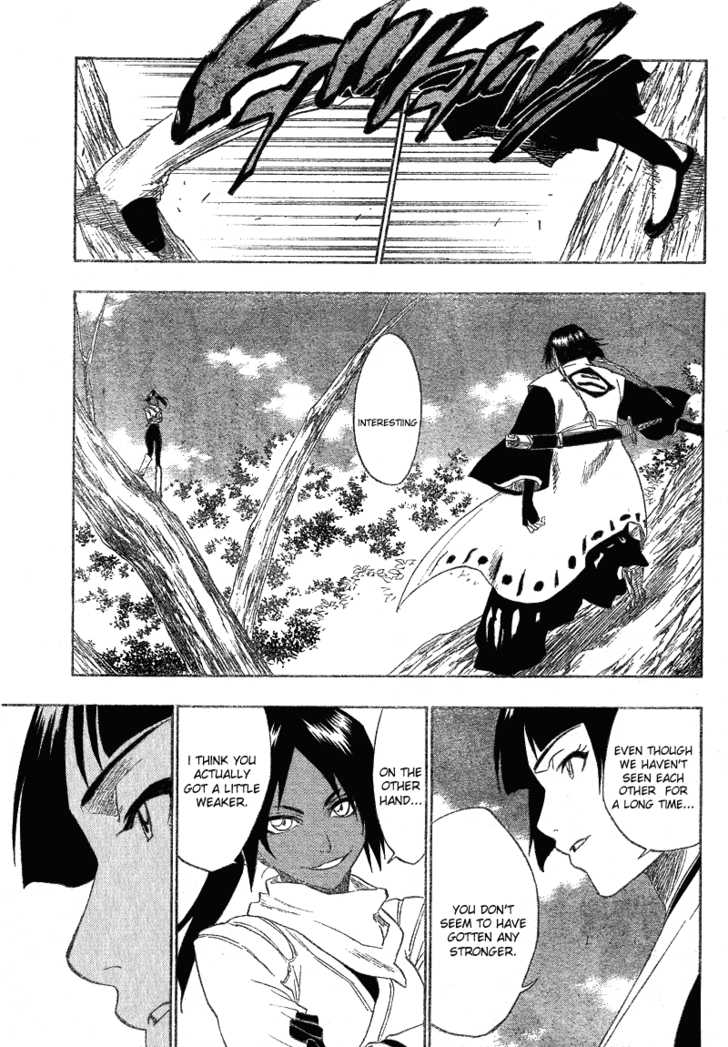 INTERESTIING
EVEN THOUGH
WE HAVEN'T
SEEN EACH
OTHER FOR
A LONG TIME...
YOU DON'T
SEEM TO HAVE
GOTTEN ANY
STRONGER.
ON THE
OTHER
HAND...
I THINK YOU
ACTUALLY
GOT A LITTLE
WEAKER.